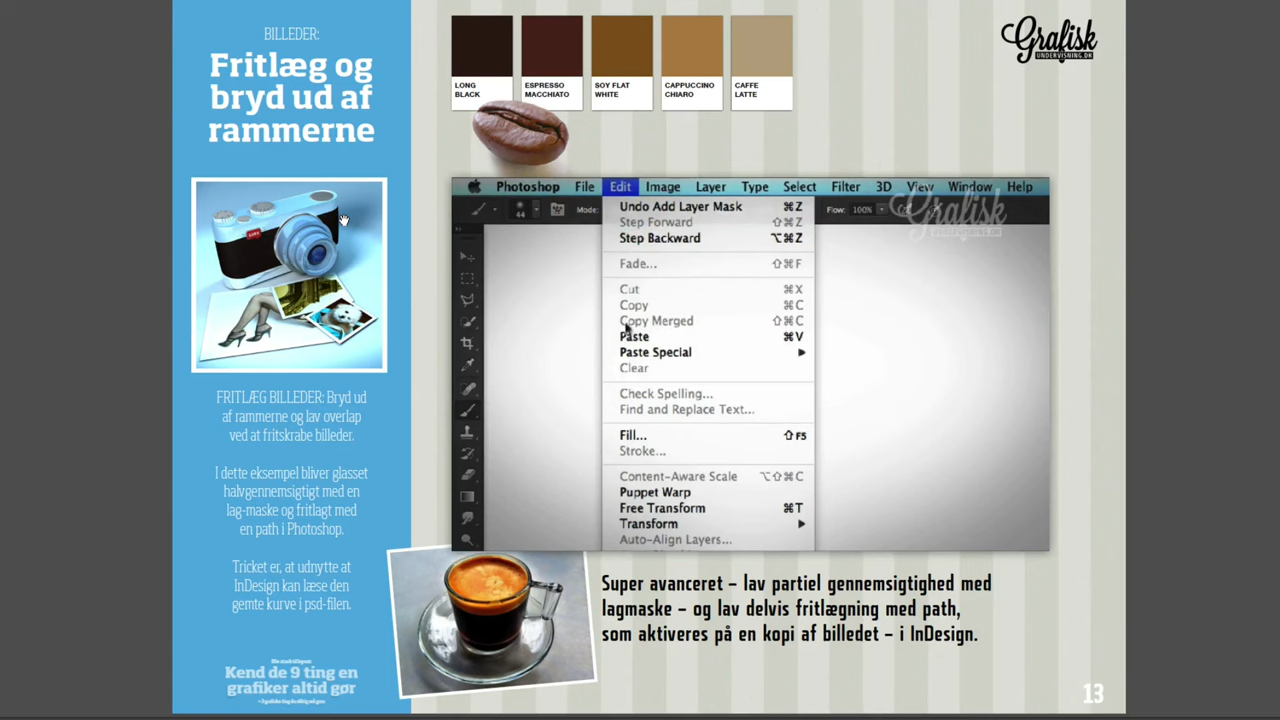 BILLEDER:
Fritlæg og
bryd ud af
rammerne
FRITLÆG BILLEDER: Bryd ud
af rammerne og lav overlap
ved at fritskrabe billeder.
I dette eksempel bliver glasset
halvgennemsigtigt med en
lag-maske og fritlagt med
en path i Photoshop.
Tricket er, at udnytte at
InDesign kan læse den
gemte kurve i psd-filen.
Kend de 9 ting en
grafiker altid gør
LONG
BLACK
ESPRESSO
MACCHIATO
SOY FLAT
WHITE
CAPPUCCINO
CHIARO
CAFFE
LATTE
Grafisk
UNDERVISNING.DK
Photoshop File Edit Image Layer Type Select Filter 3D View Window Help
44 Mode: Flow: 100%
Grafisk
Undo Add Layer Mask ⌘Z
Step Forward ⇧⌘Z
Step Backward ⌥⌘Z
Fade... ⇧⌘F
Cut ⌘X
Copy ⌘C
Copy Merged ⇧⌘C
Paste ⌘V
Paste Special
Clear
Check Spelling...
Find and Replace Text...
Fill... ⇧F5
Stroke...
Content-Aware Scale ⌥⇧⌘C
Puppet Warp
Free Transform ⌘T
Transform
Auto-Align Layers...
Super avanceret – lav partiel gennemsigtighed med
lagmaske – og lav delvis fritlægning med path,
som aktiveres på en kopi af billedet – i InDesign.
13